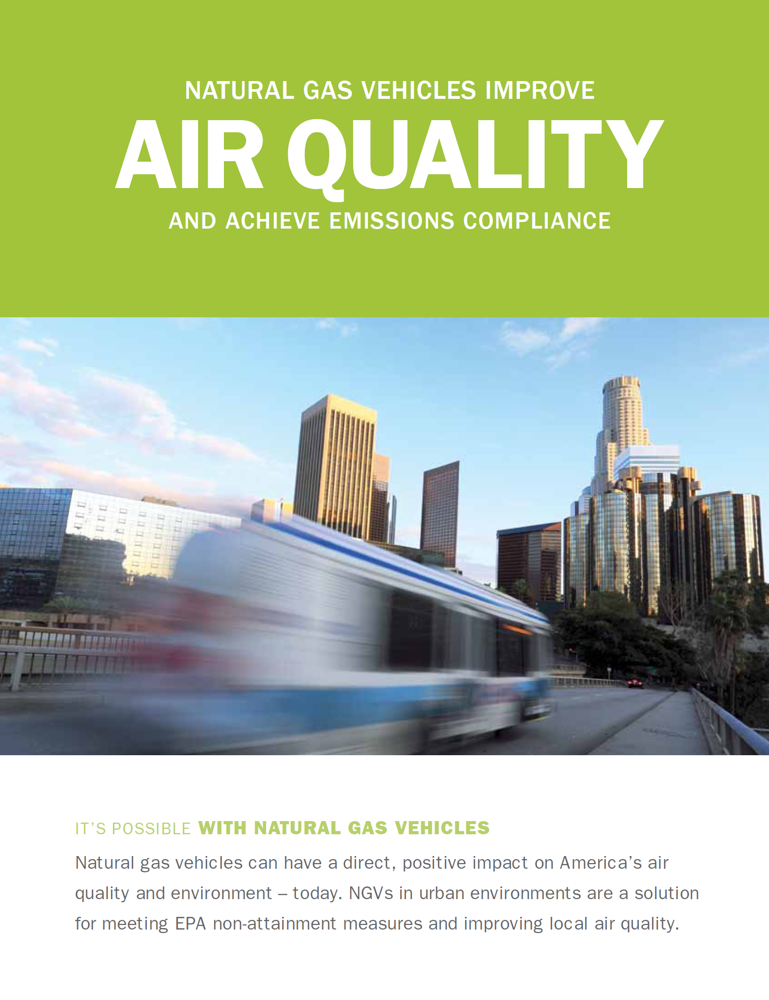 NATURAL GAS VEHICLES IMPROVE
AIR QUALITY
AND ACHIEVE EMISSIONS COMPLIANCE
IT’S POSSIBLE WITH NATURAL GAS VEHICLES
Natural gas vehicles can have a direct, positive impact on America’s air
quality and environment – today. NGVs in urban environments are a solution
for meeting EPA non-attainment measures and improving local air quality.